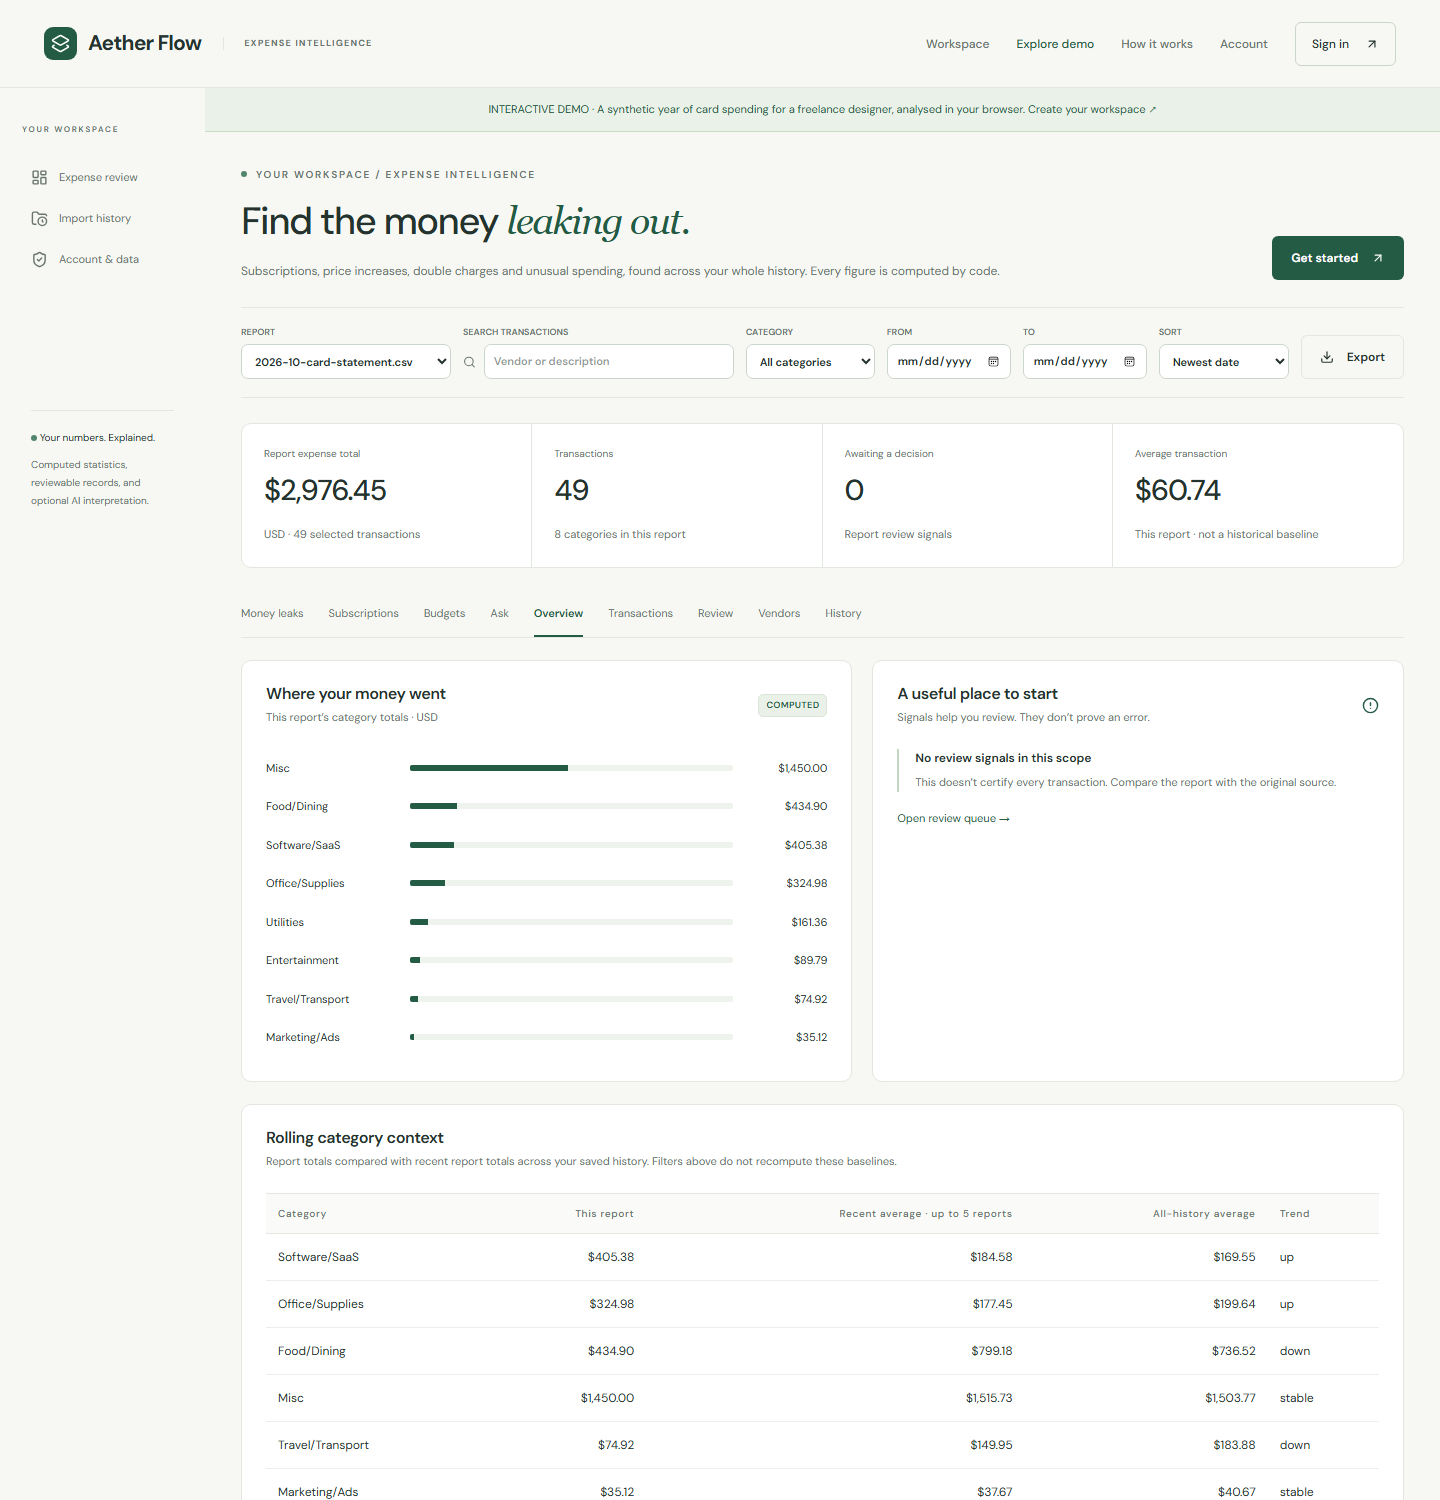 Aether Flow
EXPENSE INTELLIGENCE
Workspace
Explore demo
How it works
Account
Sign in
YOUR WORKSPACE
Expense review
Import history
Account & data
Your numbers. Explained.
Computed statistics,
reviewable records, and
optional AI interpretation.
INTERACTIVE DEMO · A synthetic year of card spending for a freelance designer, analysed in your browser. Create your workspace ↗
YOUR WORKSPACE / EXPENSE INTELLIGENCE
Find the money leaking out.
Subscriptions, price increases, double charges and unusual spending, found across your whole history. Every figure is computed by code.
Get started
REPORT
SEARCH TRANSACTIONS
CATEGORY
FROM
TO
SORT
2026-10-card-statement.csv
Vendor or description
All categories
mm/dd/yyyy
mm/dd/yyyy
Newest date
Export
Report expense total
$2,976.45
USD · 49 selected transactions
Transactions
49
8 categories in this report
Awaiting a decision
0
Report review signals
Average transaction
$60.74
This report · not a historical baseline
Money leaks
Subscriptions
Budgets
Ask
Overview
Transactions
Review
Vendors
History
Where your money went
This report's category totals · USD
COMPUTED
Misc $1,450.00
Food/Dining $434.90
Software/SaaS $405.38
Office/Supplies $324.98
Utilities $161.36
Entertainment $89.79
Travel/Transport $74.92
Marketing/Ads $35.12
A useful place to start
Signals help you review. They don't prove an error.
No review signals in this scope
This doesn't certify every transaction. Compare the report with the original source.
Open review queue →
Rolling category context
Report totals compared with recent report totals across your saved history. Filters above do not recompute these baselines.
Category This report Recent average · up to 5 reports All-history average Trend
Software/SaaS $405.38 $184.58 $169.55 up
Office/Supplies $324.98 $177.45 $199.64 up
Food/Dining $434.90 $799.18 $736.52 down
Misc $1,450.00 $1,515.73 $1,503.77 stable
Travel/Transport $74.92 $149.95 $183.88 down
Marketing/Ads $35.12 $37.67 $40.67 stable